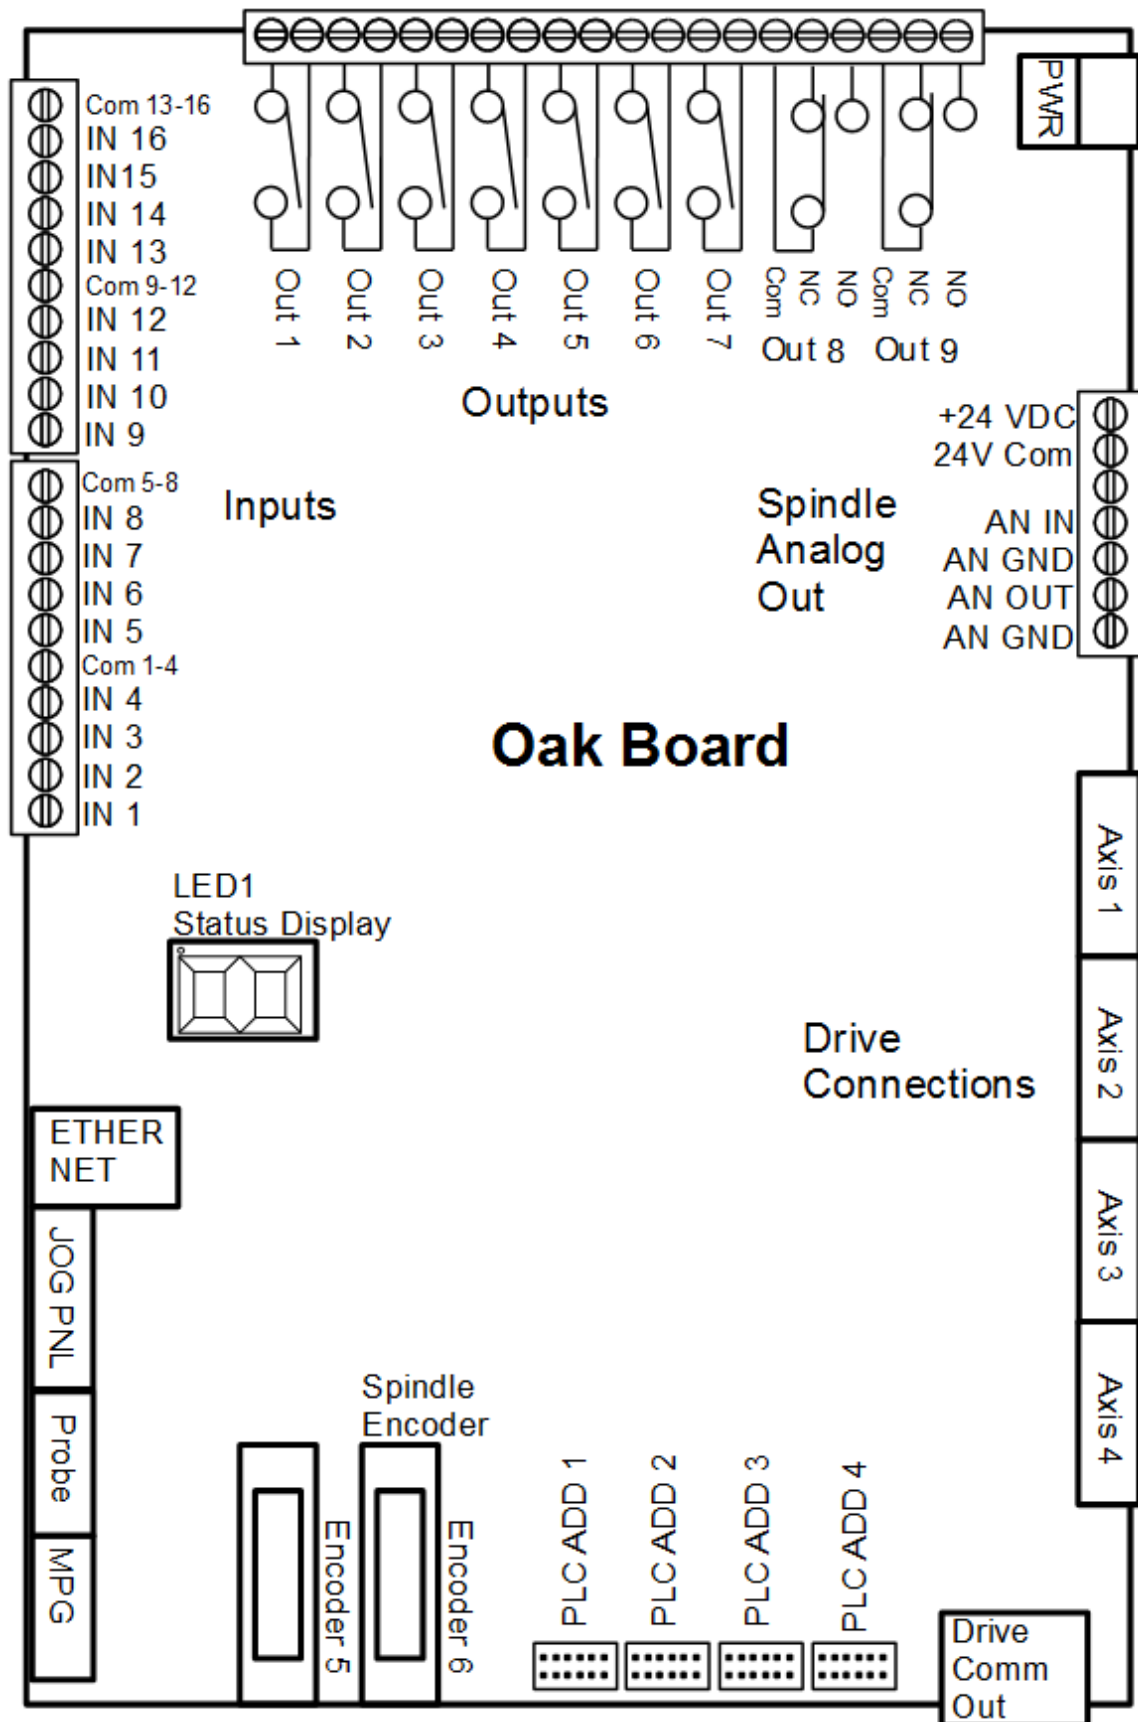 PWR
Com 13-16
IN 16
IN15
IN 14
IN 13
Com 9-12
IN 12
IN 11
IN 10
IN 9
Com 5-8
IN 8
IN 7
IN 6
IN 5
Com 1-4
IN 4
IN 3
IN 2
IN 1
Inputs
Out 1
Out 2
Out 3
Out 4
Out 5
Out 6
Out 7
Com
NC
NO
Out 8
Com
NC
NO
Out 9
Outputs
+24 VDC
24V Com
AN IN
AN GND
AN OUT
AN GND
Spindle
Analog
Out
Oak Board
LED1
Status Display
Drive
Connections
Axis 1
Axis 2
Axis 3
Axis 4
ETHER
NET
JOG PNL
Probe
MPG
Spindle
Encoder
Encoder 5
Encoder 6
PLC ADD 1
PLC ADD 2
PLC ADD 3
PLC ADD 4
Drive
Comm
Out